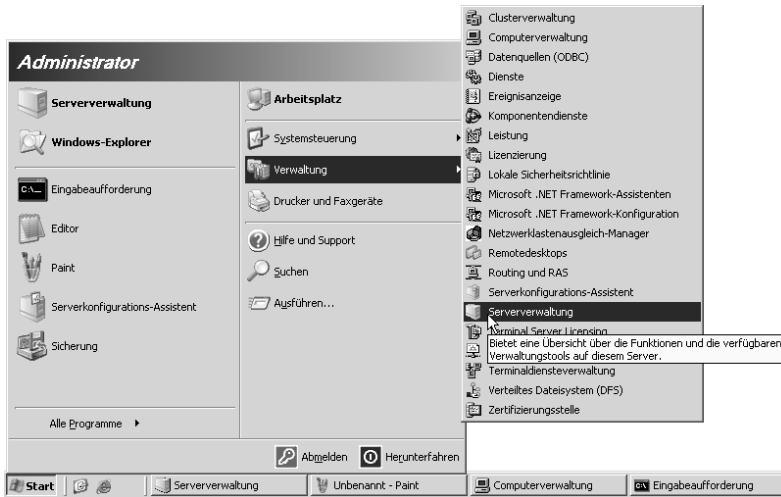 Administrator
Serververwaltung
Windows-Explorer
Eingabeaufforderung
Editor
Paint
Serverkonfigurations-Assistent
Sicherung
Alle Programme
Arbeitsplatz
Systemsteuerung
Verwaltung
Drucker und Faxgeräte
Hilfe und Support
Suchen
Ausführen...
Abmelden
Herunterfahren
Clusterverwaltung
Computerverwaltung
Datenquellen (ODBC)
Dienste
Ereignisanzeige
Komponentendienste
Leistung
Lizenzierung
Lokale Sicherheitsrichtlinie
Microsoft .NET Framework-Assistenten
Microsoft .NET Framework-Konfiguration
Netzwerklastenausgleich-Manager
Remotedesktops
Routing und RAS
Serverkonfigurations-Assistent
Serververwaltung
Terminal Server Licensing
Bietet eine Übersicht über die Funktionen und die verfügbaren
Verwaltungstools auf diesem Server.
Terminaldiensteverwaltung
Verteiltes Dateisystem (DFS)
Zertifizierungsstelle
Start
Serververwaltung
Unbenannt - Paint
Computerverwaltung
Eingabeaufforderung